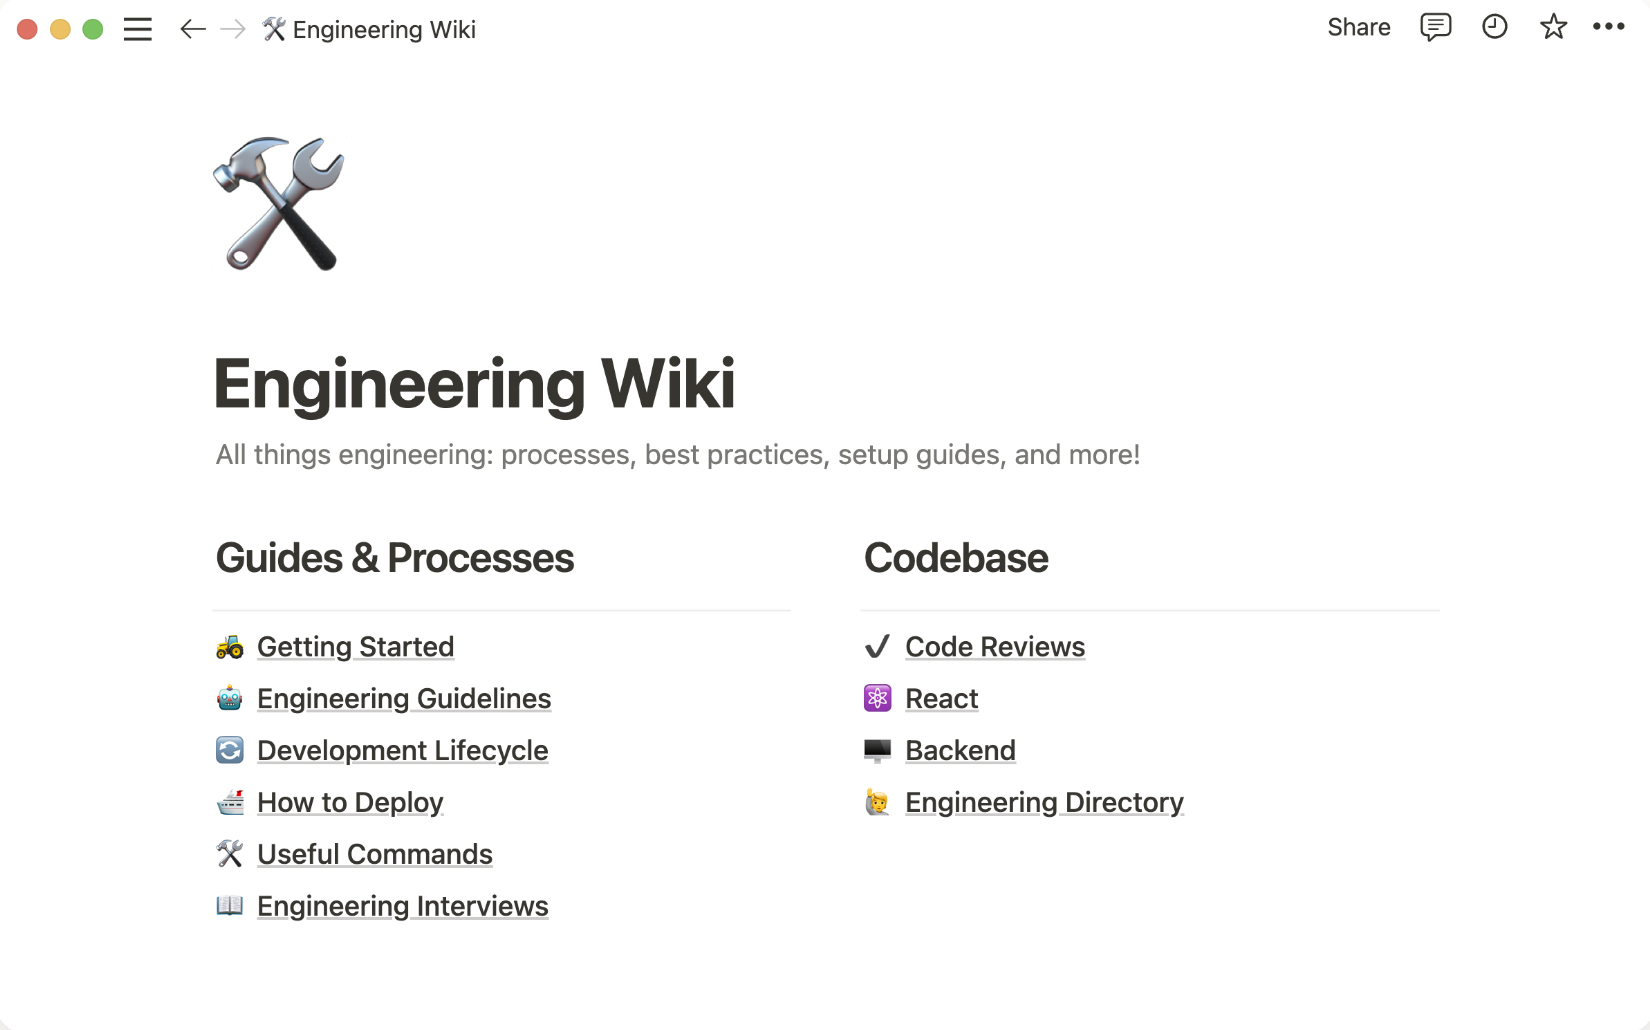 Engineering Wiki
Share
Engineering Wiki
All things engineering: processes, best practices, setup guides, and more!
Guides & Processes
Getting Started
Engineering Guidelines
Development Lifecycle
How to Deploy
Useful Commands
Engineering Interviews
Codebase
Code Reviews
React
Backend
Engineering Directory